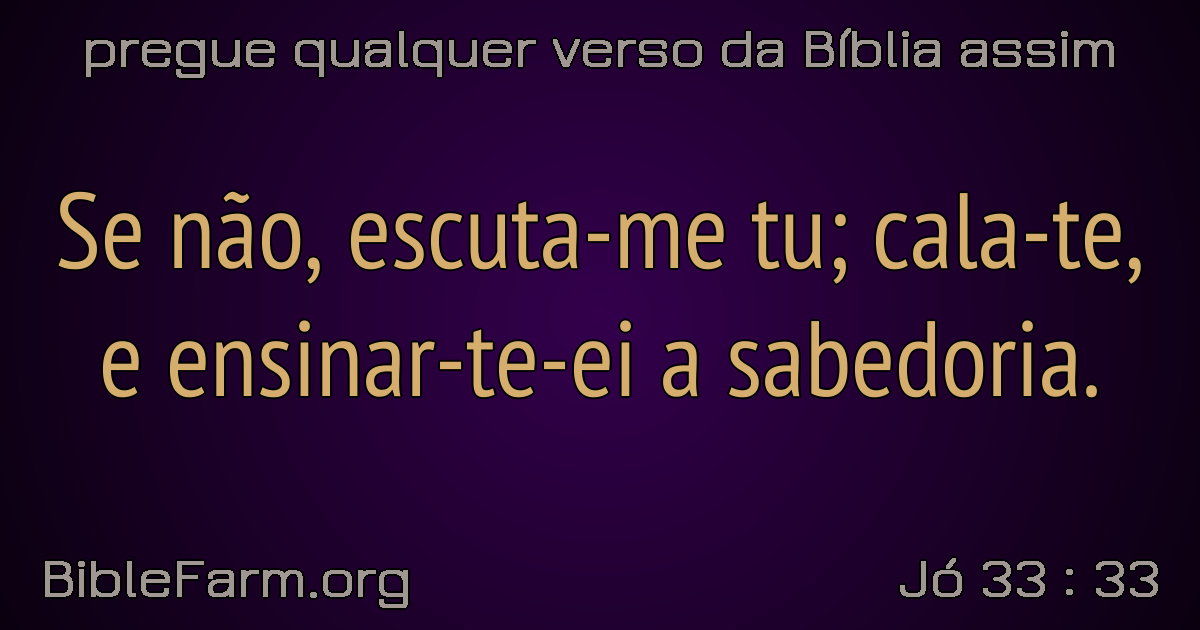 pregue qualquer verso da Bíblia assim
Se não, escuta-me tu; cala-te,
e ensinar-te-ei a sabedoria.
BibleFarm.org
Jó 33 : 33